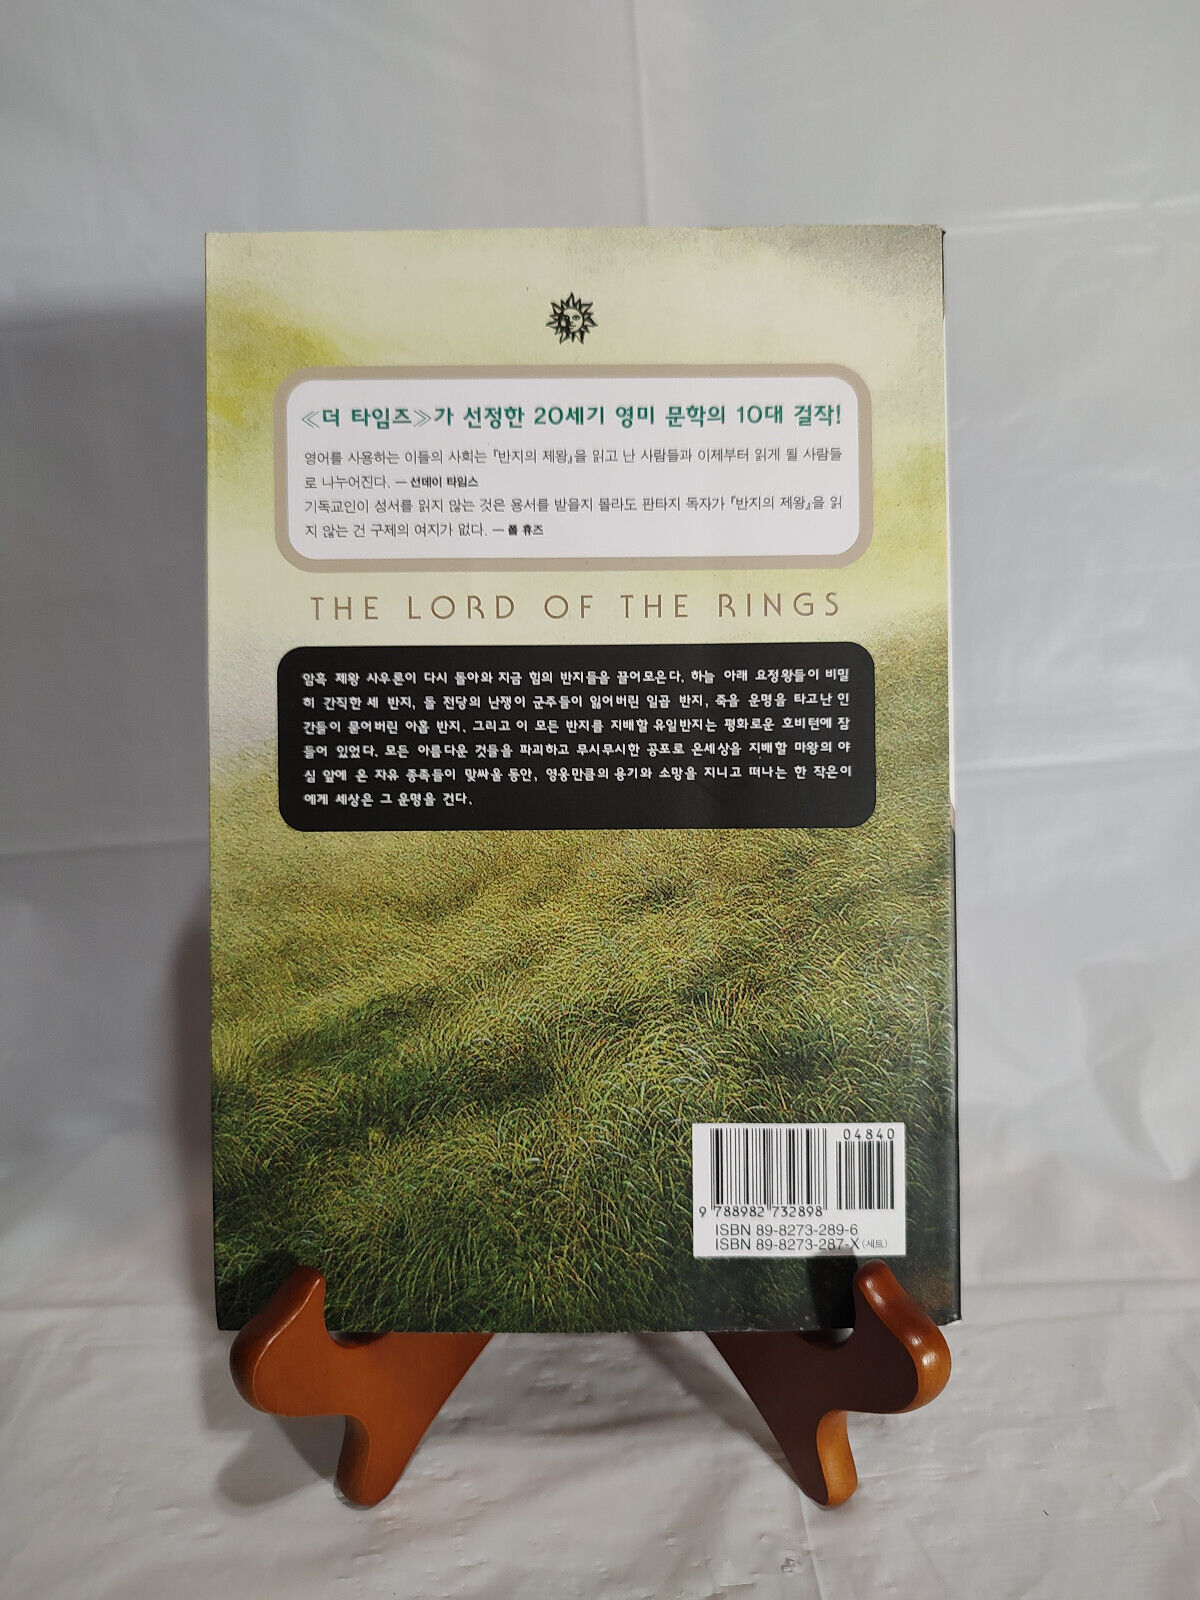 ≪더 타임즈≫가 선정한 20세기 영미 문학의 10대 걸작!
영어를 사용하는 이들의 사회는 『반지의 제왕』을 읽고 난 사람들과 이제부터 읽게 될 사람들
로 나누어진다. ─ 선데이 타임스
기독교인이 성서를 읽지 않는 것은 용서를 받을지 몰라도 판타지 독자가 『반지의 제왕』을 읽
지 않는 건 구제의 여지가 없다. ─ 폴 휴즈
THE LORD OF THE RINGS
암흑 제왕 사우론이 다시 돌아와 지금 힘의 반지들을 끌어모은다. 하늘 아래 요정왕들이 비밀
히 간직한 세 반지, 돌 전당의 난쟁이 군주들이 잃어버린 일곱 반지, 죽을 운명을 타고난 인
간들이 묻어버린 아홉 반지. 그리고 이 모든 반지를 지배할 유일반지는 평화로운 호비턴에 잠
들어 있었다. 모든 아름다운 것들을 파괴하고 무시무시한 공포로 온세상을 지배할 마왕의 야
심 앞에 온 자유 종족들이 맞싸울 동안, 영웅만큼의 용기와 소망을 지니고 떠나는 한 작은이
에게 세상은 그 운명을 건다.
04840
9 788982 732898
ISBN 89-8273-289-6
ISBN 89-8273-287-X (세트)